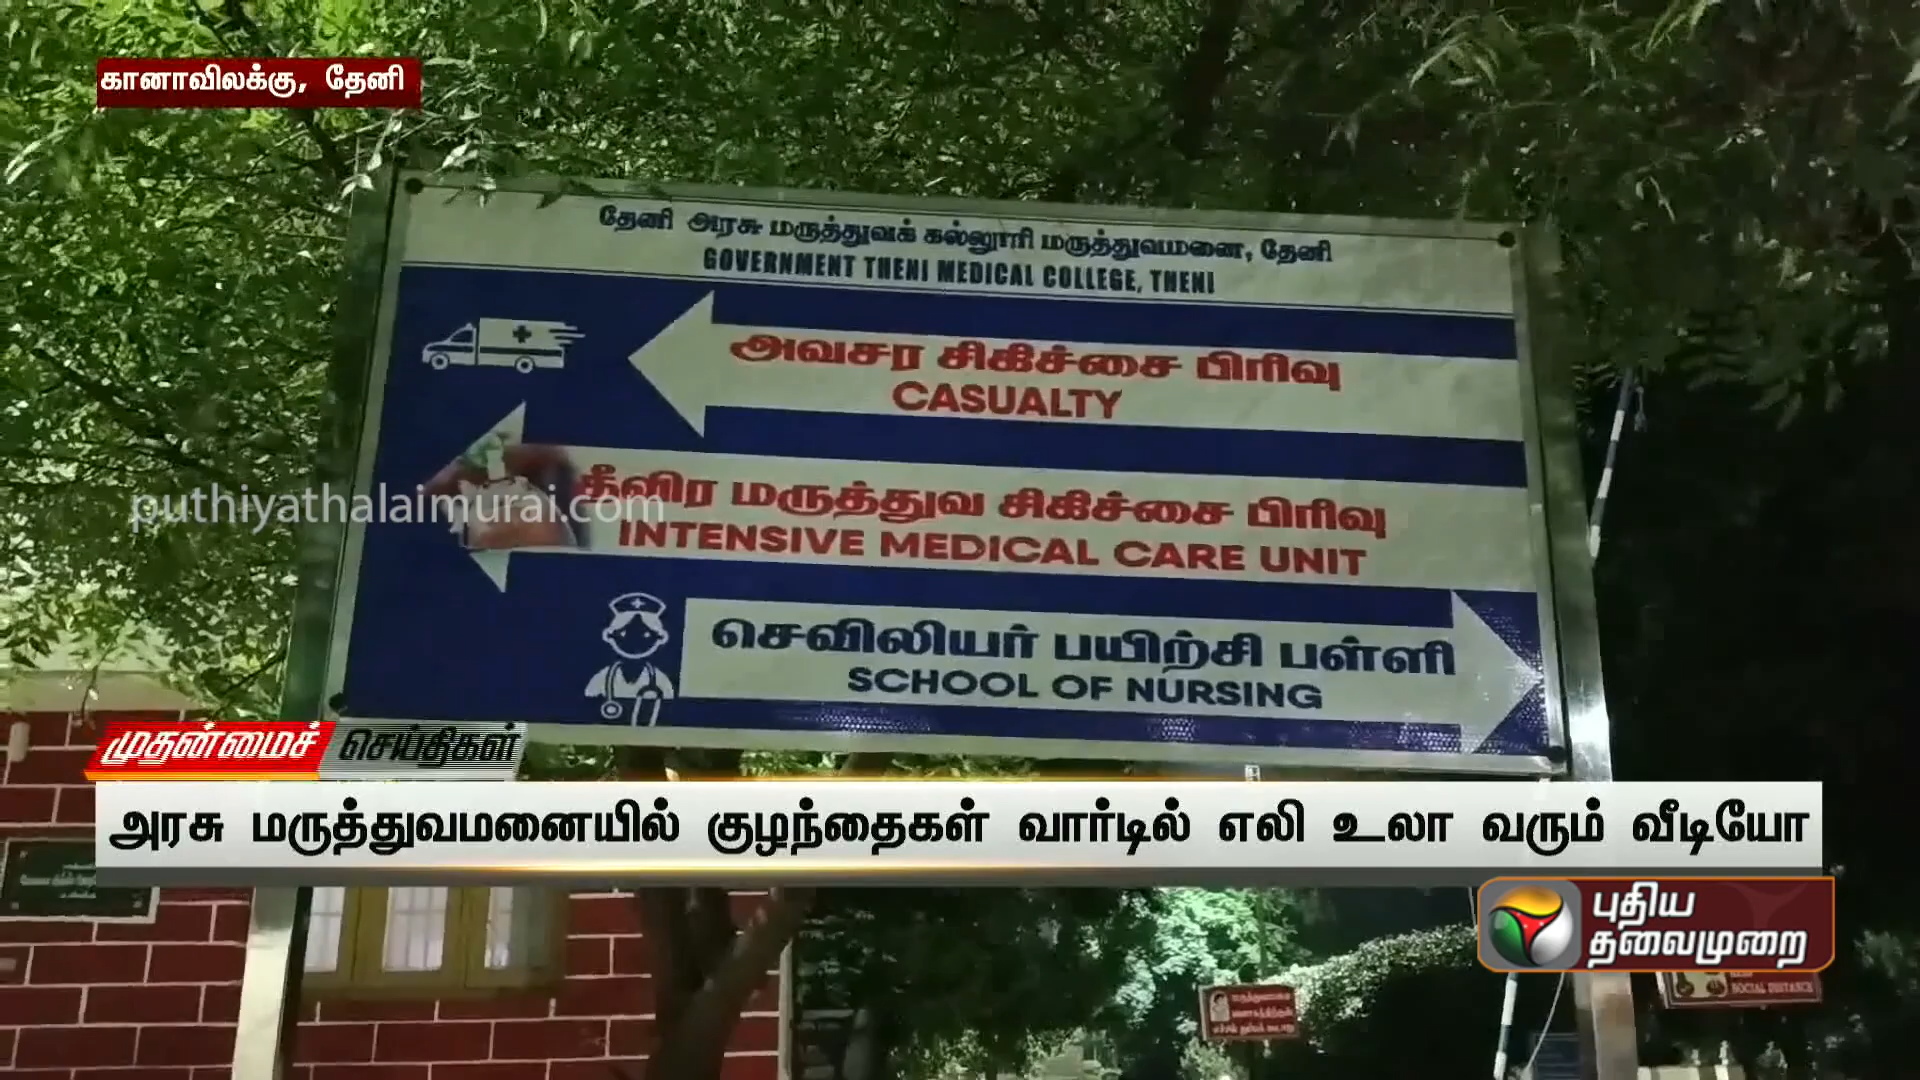 கானாவிலக்கு, தேனி
தேனி அரசு மருத்துவக் கல்லூரி மருத்துவமனை, தேனி
GOVERNMENT THENI MEDICAL COLLEGE, THENI
அவசர சிகிச்சை பிரிவு
CASUALTY
தீவிர மருத்துவ சிகிச்சை பிரிவு
puthiyathalaimurai.com
INTENSIVE MEDICAL CARE UNIT
செவிலியர் பயிற்சி பள்ளி
SCHOOL OF NURSING
முதன்மைச் செய்திகள்
அரசு மருத்துவமனையில் குழந்தைகள் வார்டில் எலி உலா வரும் வீடியோ
புதிய
தலைமுறை
SOCIAL DISTANCE